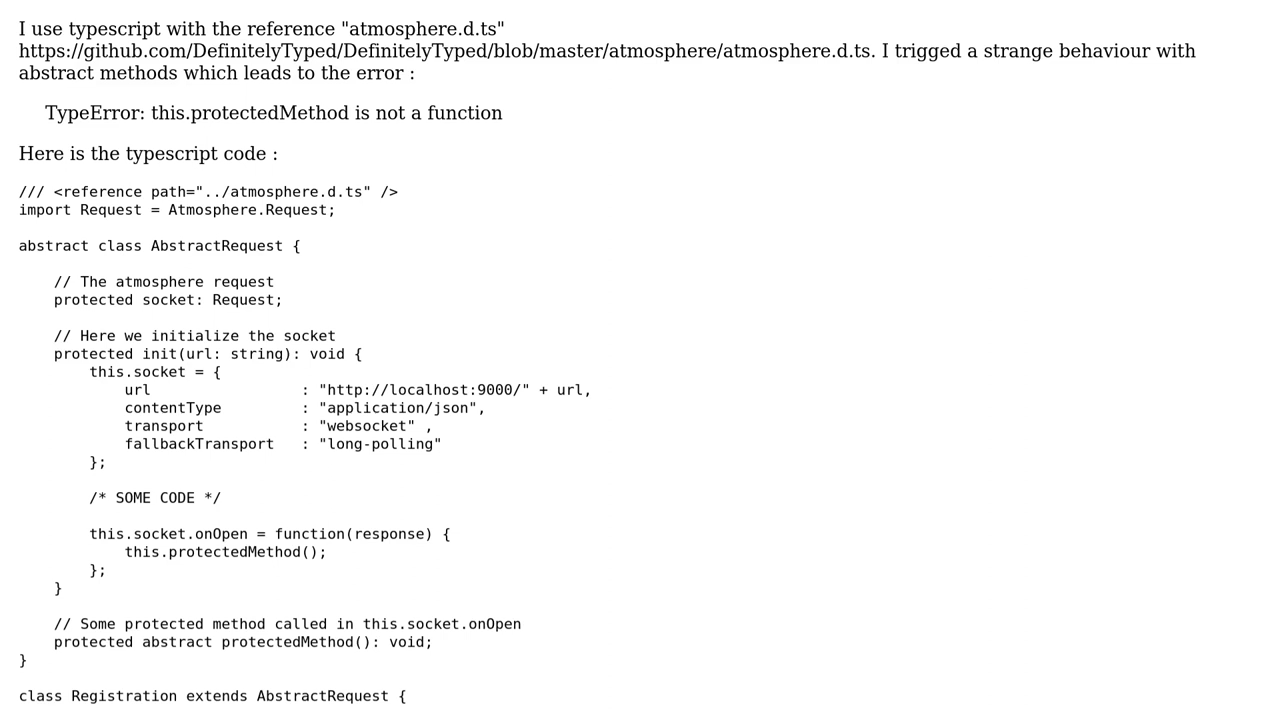 I use typescript with the reference "atmosphere.d.ts"
https://github.com/DefinitelyTyped/DefinitelyTyped/blob/master/atmosphere/atmosphere.d.ts. I trigged a strange behaviour with
abstract methods which leads to the error :
TypeError: this.protectedMethod is not a function
Here is the typescript code :
/// <reference path="../atmosphere.d.ts" />
import Request = Atmosphere.Request;
abstract class AbstractRequest {
    // The atmosphere request
    protected socket: Request;
    // Here we initialize the socket
    protected init(url: string): void {
        this.socket = {
            url                 : "http://localhost:9000/" + url,
            contentType         : "application/json",
            transport           : "websocket" ,
            fallbackTransport   : "long-polling"
        };
        /* SOME CODE */
        this.socket.onOpen = function(response) {
            this.protectedMethod();
        };
    }
    // Some protected method called in this.socket.onOpen
    protected abstract protectedMethod(): void;
}
class Registration extends AbstractRequest {